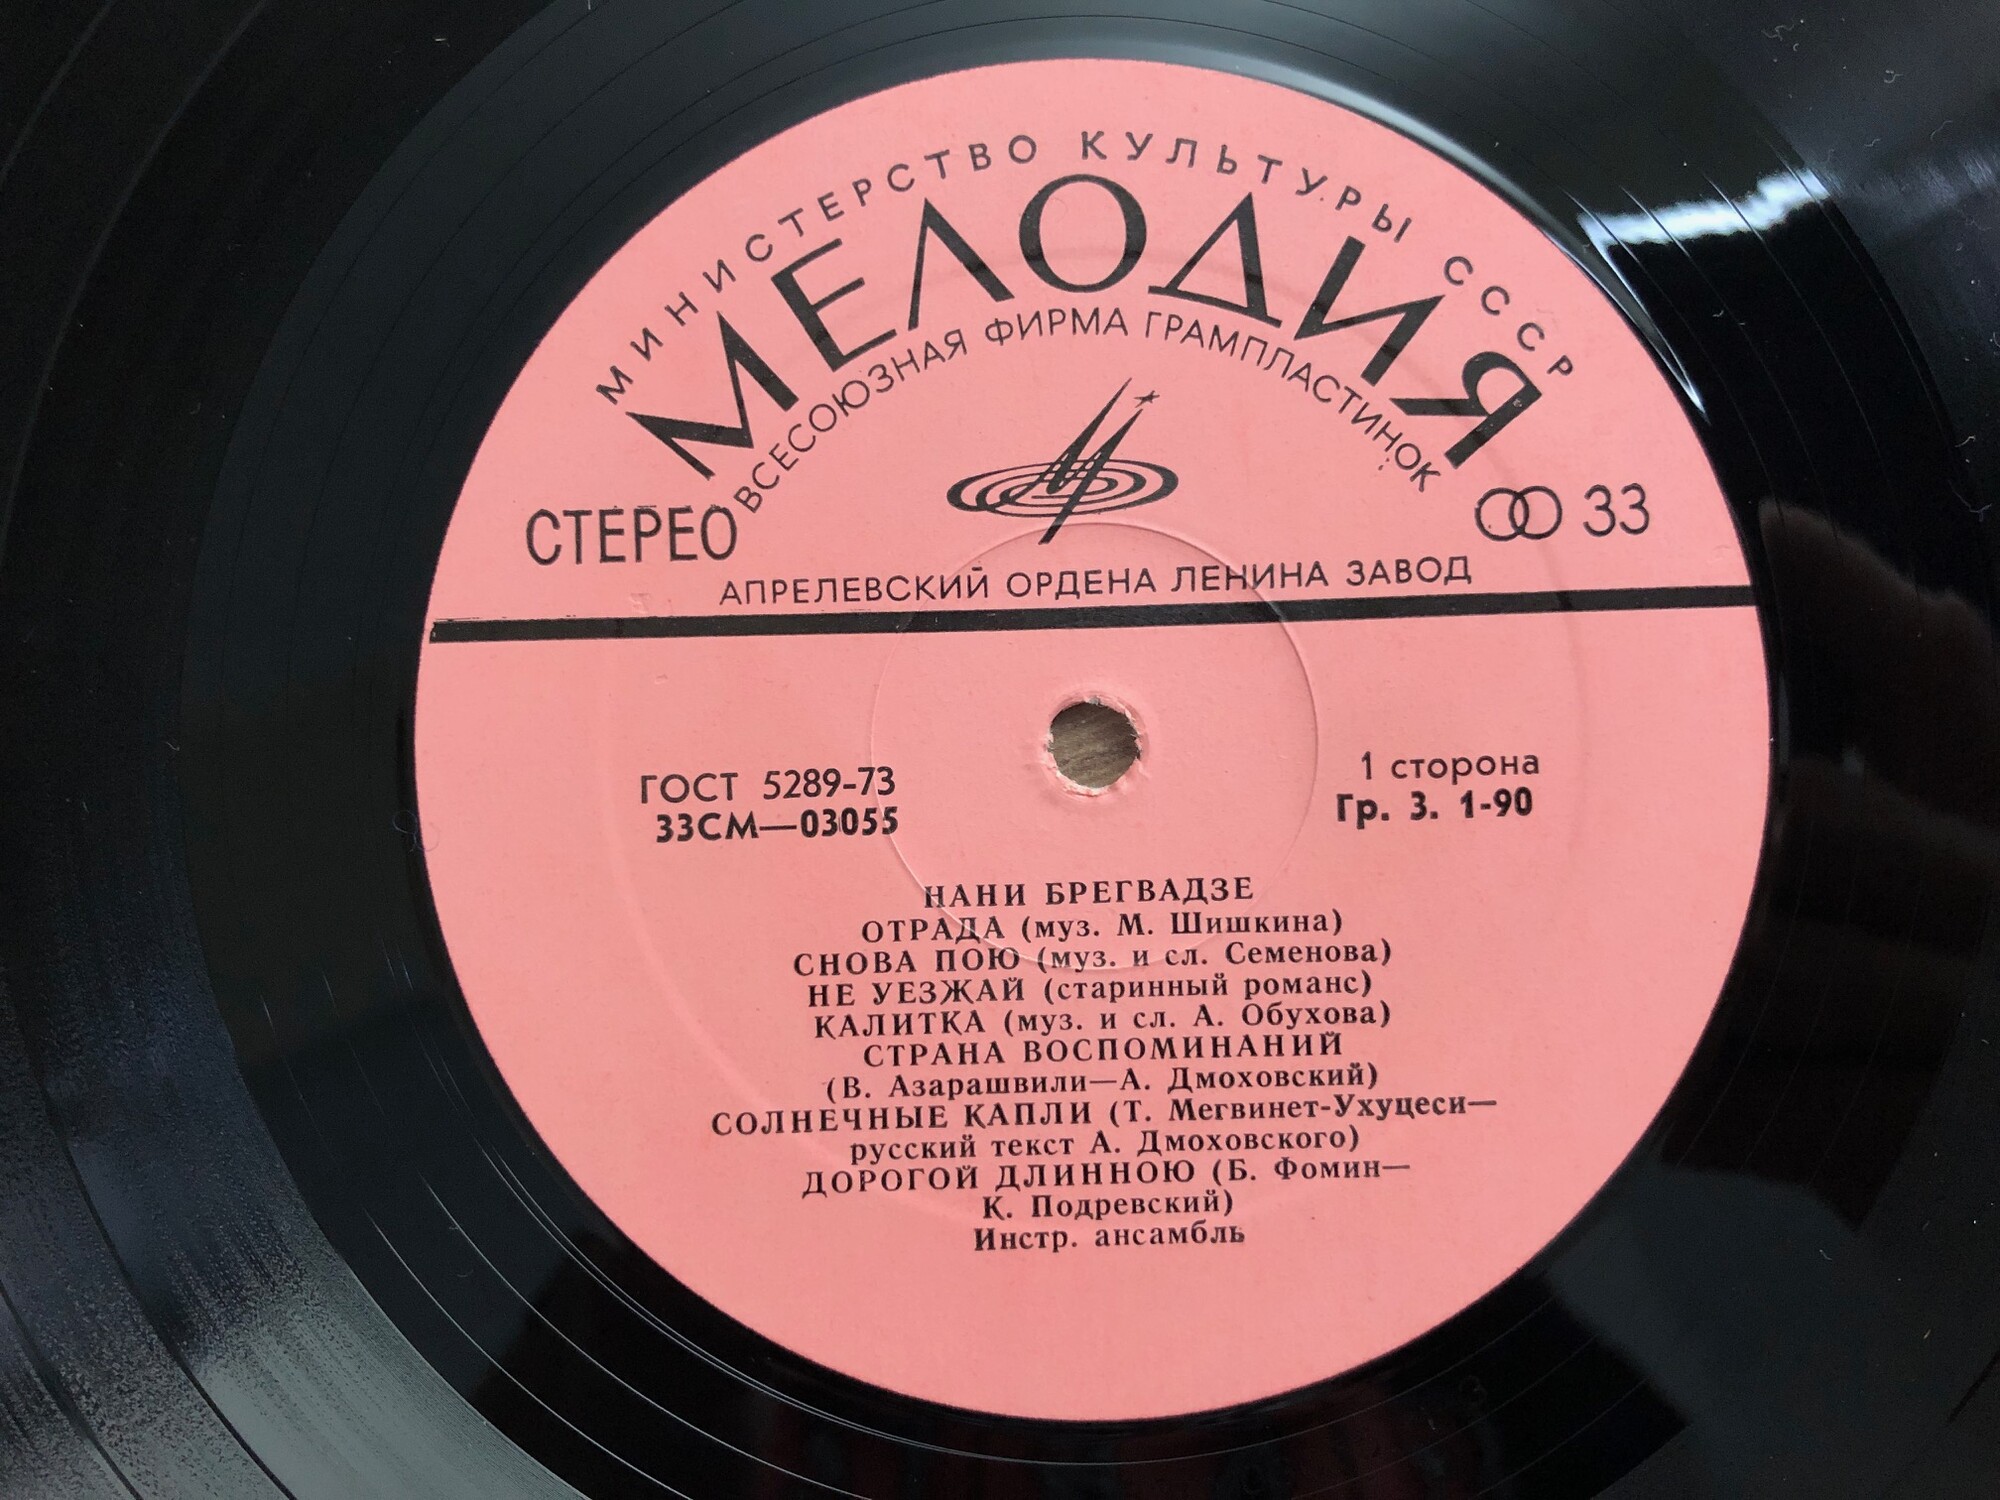 МИНИСТЕРСТВО КУЛЬТУРЫ СССР
МЕЛОДИЯ
ВСЕСОЮЗНАЯ ФИРМА ГРАМПЛАСТИНОК
СТЕРЕО
33
АПРЕЛЕВСКИЙ ОРДЕНА ЛЕНИНА ЗАВОД
ГОСТ 5289-73
33СМ—03055
1 сторона
Гр. 3. 1-90
НАНИ БРЕГВАДЗЕ
ОТРАДА (муз. М. Шишкина)
СНОВА ПОЮ (муз. и сл. Семенова)
НЕ УЕЗЖАЙ (старинный романс)
КАЛИТКА (муз. и сл. А. Обухова)
СТРАНА ВОСПОМИНАНИЙ
(В. Азарашвили—А. Дмоховский)
СОЛНЕЧНЫЕ КАПЛИ (Т. Мегвинет-Ухуцеси—
русский текст А. Дмоховского)
ДОРОГОЙ ДЛИННОЮ (Б. Фомин—
К. Подревский)
Инстр. ансамбль